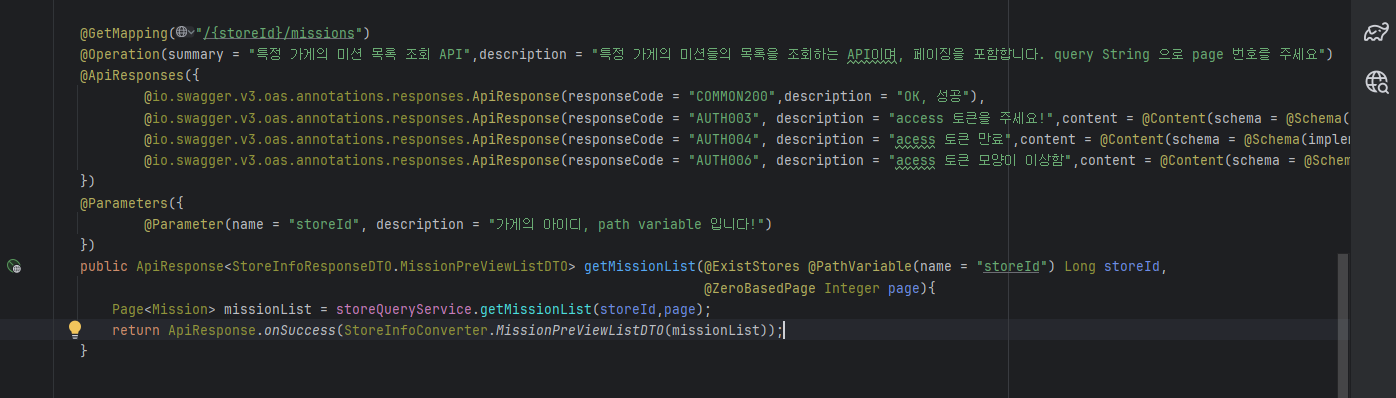 @GetMapping("/{storeId}/missions")
@Operation(summary = "특정 가게의 미션 목록 조회 API",description = "특정 가게의 미션들의 목록을 조회하는 API이며, 페이징을 포함합니다. query String 으로 page 번호를 주세요")
@ApiResponses({
@io.swagger.v3.oas.annotations.responses.ApiResponse(responseCode = "COMMON200",description = "OK, 성공"),
@io.swagger.v3.oas.annotations.responses.ApiResponse(responseCode = "AUTH003", description = "access 토큰을 주세요!",content = @Content(schema = @Schema(
@io.swagger.v3.oas.annotations.responses.ApiResponse(responseCode = "AUTH004", description = "acess 토큰 만료",content = @Content(schema = @Schema(implem
@io.swagger.v3.oas.annotations.responses.ApiResponse(responseCode = "AUTH006", description = "acess 토큰 모양이 이상함",content = @Content(schema = @Schem
})
@Parameters({
@Parameter(name = "storeId", description = "가게의 아이디, path variable 입니다!")
})
public ApiResponse<StoreInfoResponseDTO.MissionPreViewListDTO> getMissionList(@ExistStores @PathVariable(name = "storeId") Long storeId,
@ZeroBasedPage Integer page){
Page<Mission> missionList = storeQueryService.getMissionList(storeId,page);
return ApiResponse.onSuccess(StoreInfoConverter.MissionPreViewListDTO(missionList));
}